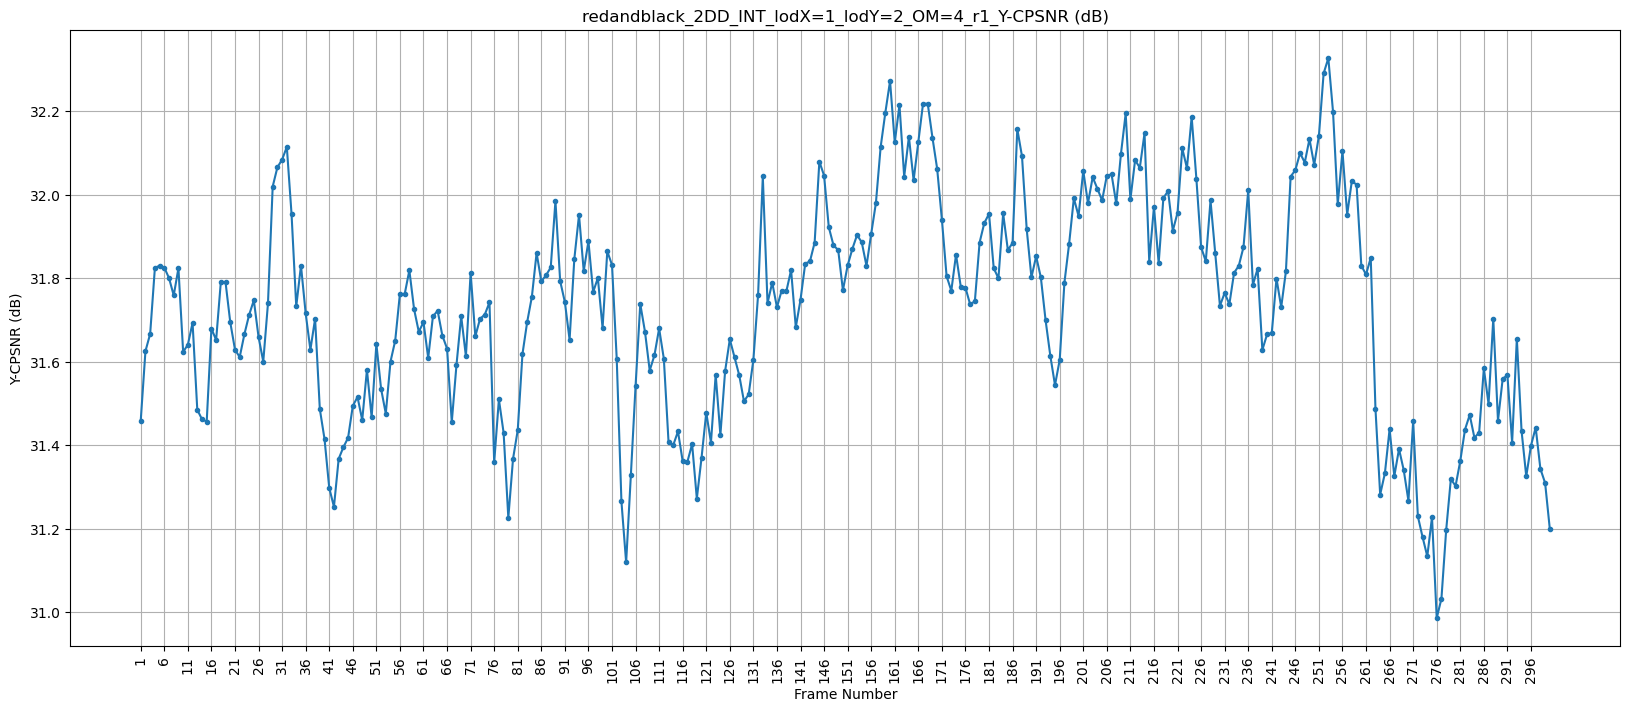 redandblack_2DD_INT_lodX=1_lodY=2_OM=4_r1_Y-CPSNR (dB)
Y-CPSNR (dB)
32.2
32.0
31.8
31.6
31.4
31.2
31.0
1 6 11 16 21 26 31 36 41 46 51 56 61 66 71 76 81 86 91 96 101 106 111 116 121 126 131 136 141 146 151 156 161 166 171 176 181 186 191 196 201 206 211 216 221 226 231 236 241 246 251 256 261 266 271 276 281 286 291 296
Frame Number